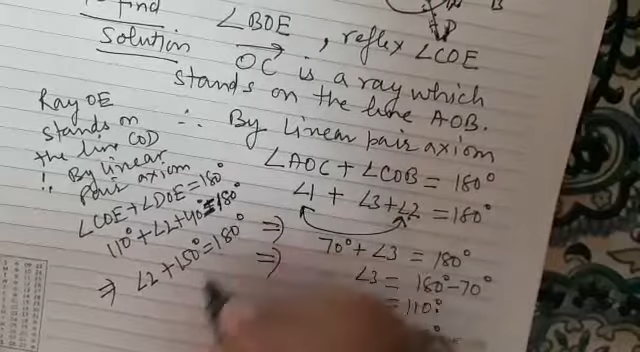 To find ∠BOE, reflex ∠COE
Solution OC is a ray which
stands on the line AOB.
∴ By Linear pair axiom
∠AOC + ∠COB = 180°
∠1 + ∠3 + ∠2 = 180°
⇒ 70° + ∠3 = 180°
⇒ ∠3 = 180° - 70°
= 110°
Ray OE
stands on
the line COD
∴ By linear
pair axiom
∠COE + ∠DOE = 180°
110° + ∠2 + 40° = 180°
⇒ ∠2 + 150° = 180°
B
D